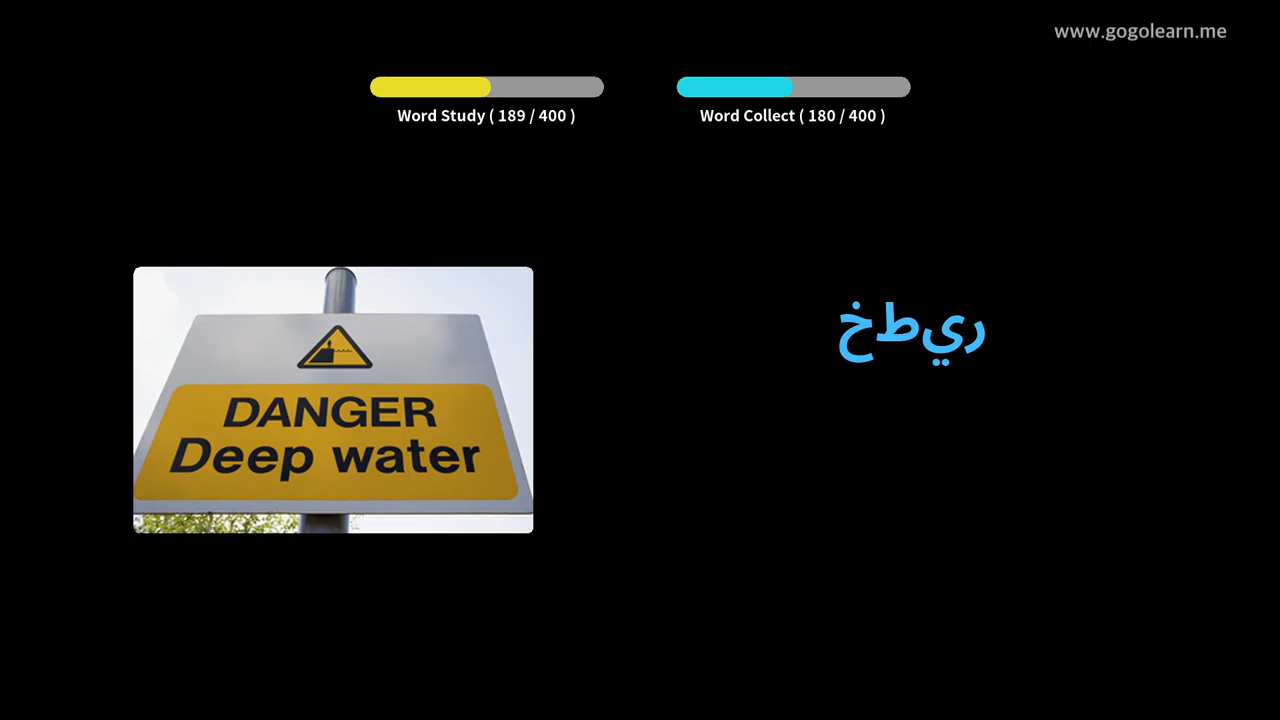 www.gogolearn.me
Word Study ( 189 / 400 )
Word Collect ( 180 / 400 )
DANGER
Deep water
ريطخ